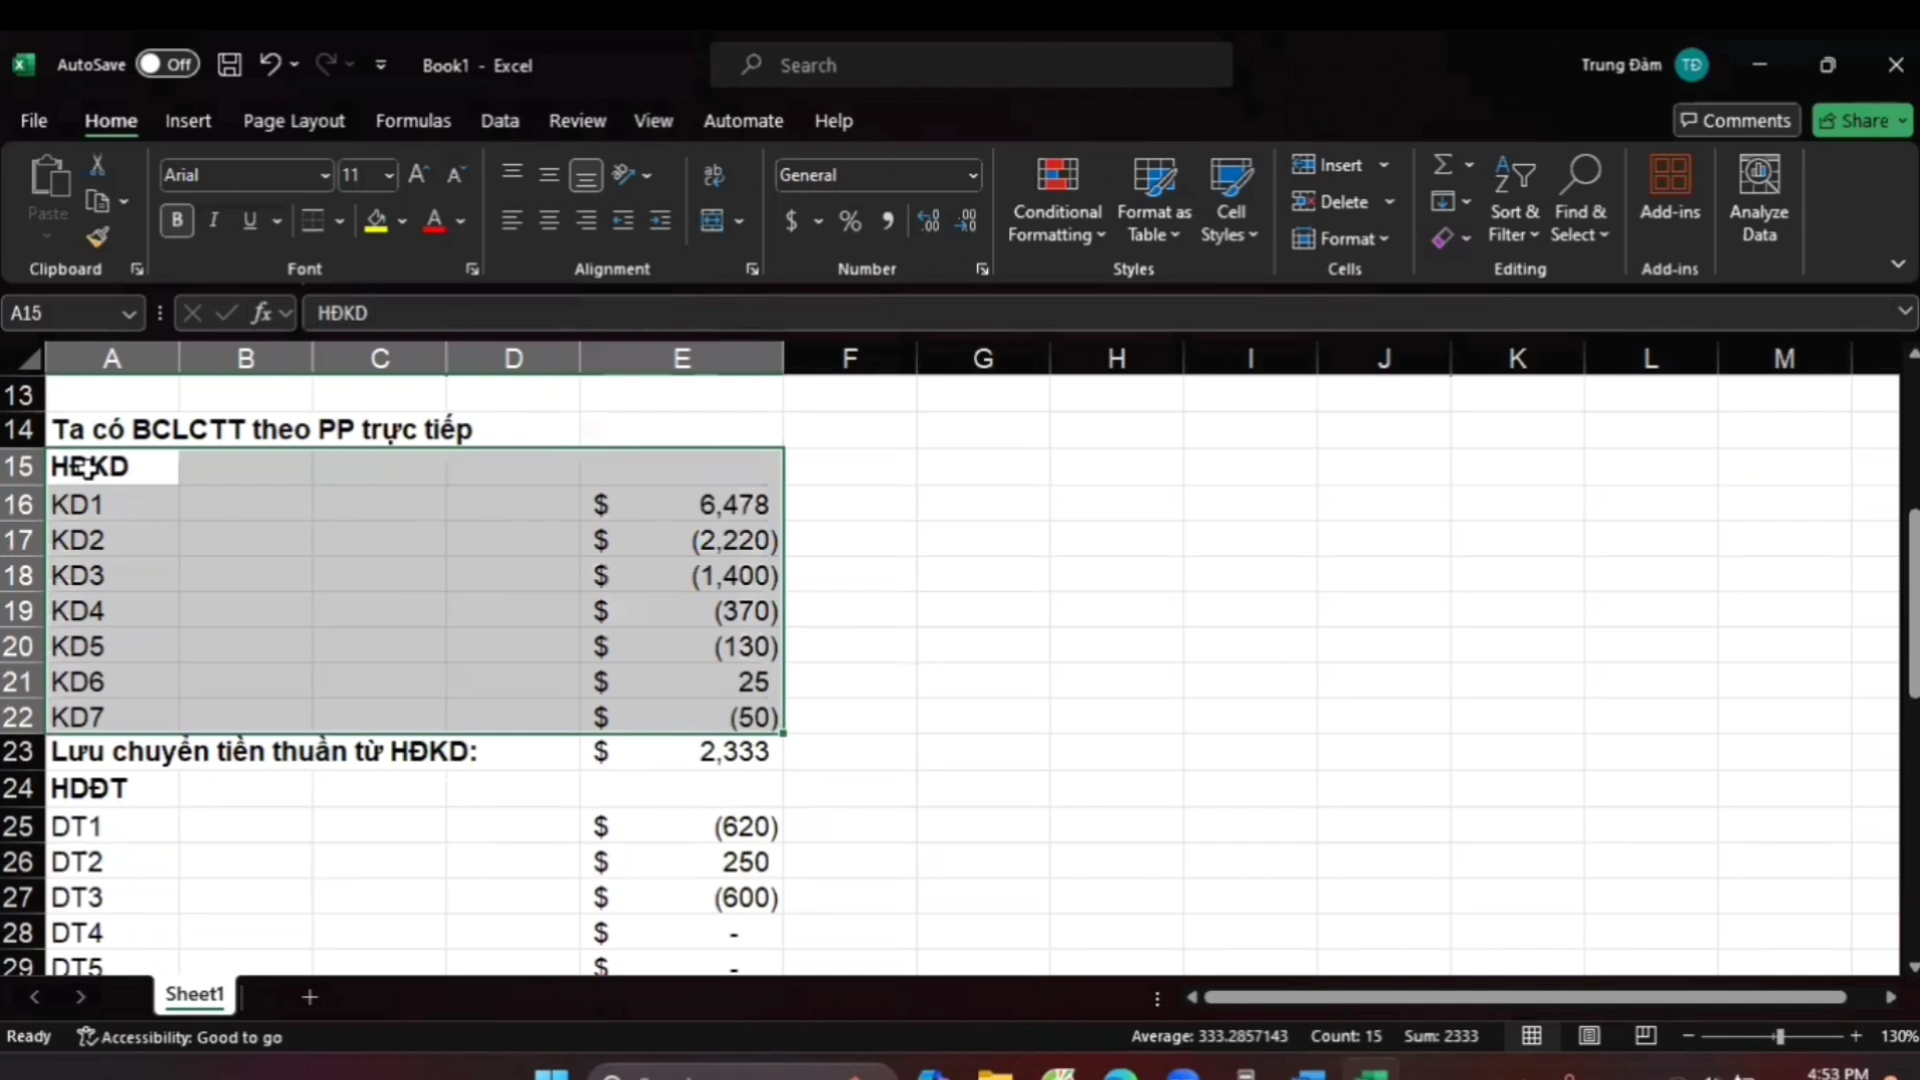 AutoSave Off Book1 - Excel Search Trung Đàm TĐ
File Home Insert Page Layout Formulas Data Review View Automate Help Comments Share
Paste Arial 11 General
B I U A $ % ,
Conditional Formatting Format as Table Cell Styles
Insert
Delete
Format
Sort & Filter Find & Select Add-ins Analyze Data
Clipboard Font Alignment Number Styles Cells Editing Add-ins
A15 fx HĐKD
A B C D E F G H I J K L M
13
14 Ta có BCLCTT theo PP trực tiếp
15 HĐKD
16 KD1 $ 6,478
17 KD2 $ (2,220)
18 KD3 $ (1,400)
19 KD4 $ (370)
20 KD5 $ (130)
21 KD6 $ 25
22 KD7 $ (50)
23 Lưu chuyển tiền thuần từ HĐKD: $ 2,333
24 HDĐT
25 DT1 $ (620)
26 DT2 $ 250
27 DT3 $ (600)
28 DT4 $ -
29 DT5 $ -
Sheet1
Ready Accessibility: Good to go Average: 333.2857143 Count: 15 Sum: 2333 130%
4:53 PM